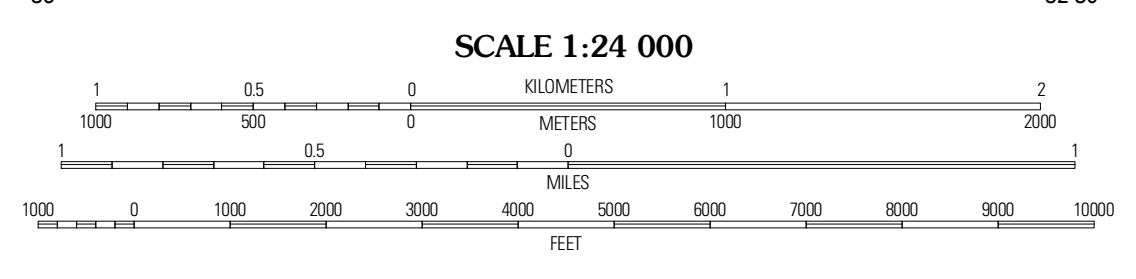 SCALE 1:24 000
1 0.5 0 KILOMETERS 1 2
1000 500 0 METERS 1000 2000
1 0.5 0 1
MILES
1000 0 1000 2000 3000 4000 5000 6000 7000 8000 9000 10000
FEET